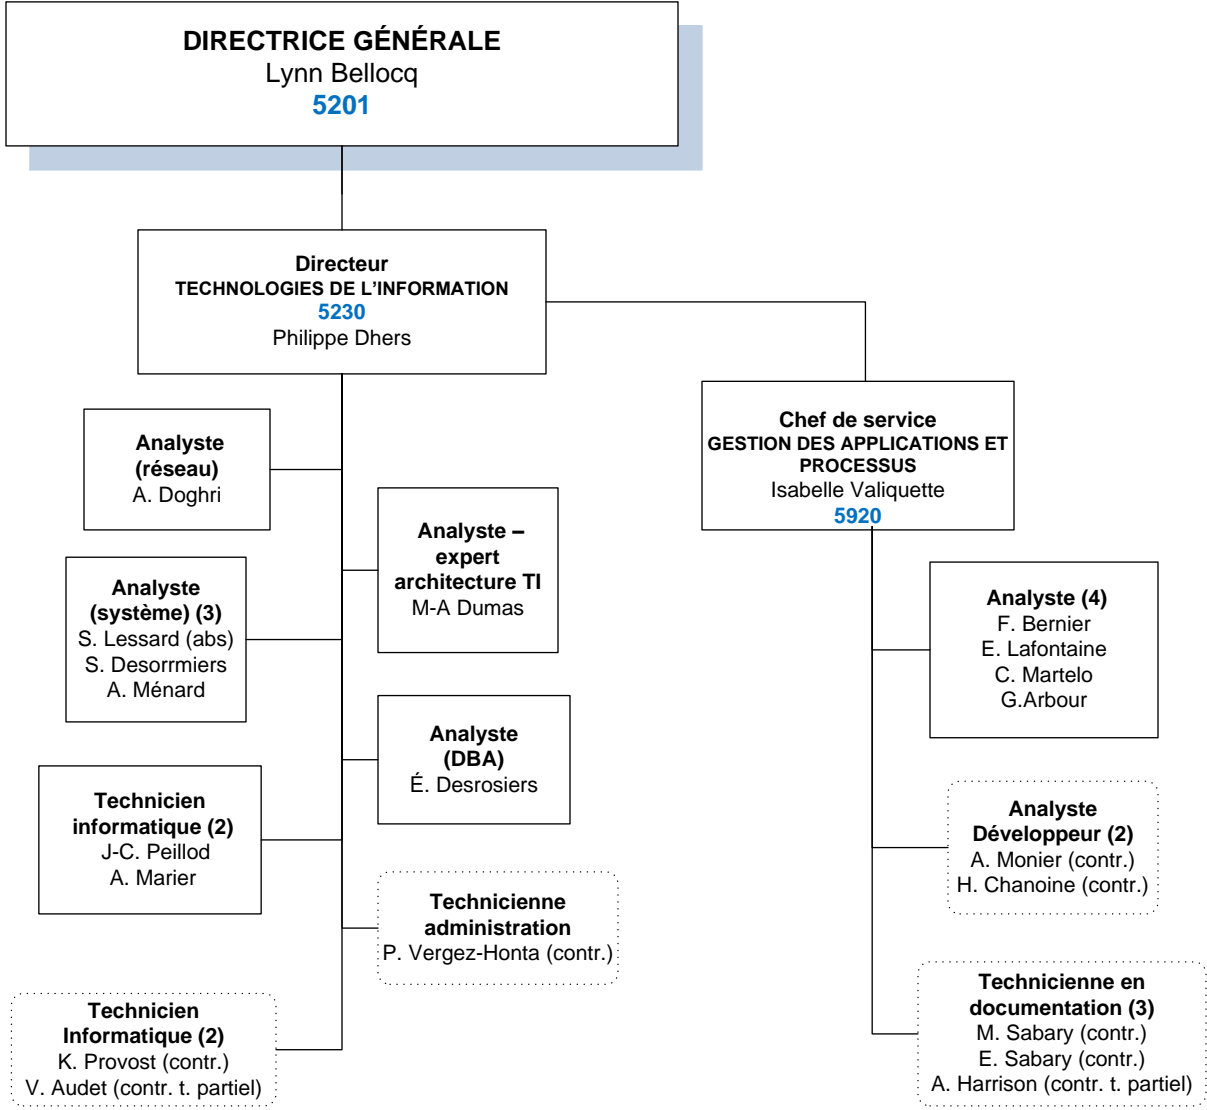 DIRECTRICE GÉNÉRALE
Lynn Bellocq
5201
Directeur
TECHNOLOGIES DE L'INFORMATION
5230
Philippe Dhers
Chef de service
GESTION DES APPLICATIONS ET
PROCESSUS
Isabelle Valiquette
5920
Analyste
(réseau)
A. Doghri
Analyste –
expert
architecture TI
M-A Dumas
Analyste
(système) (3)
S. Lessard (abs)
S. Desorrmiers
A. Ménard
Analyste
(DBA)
É. Desrosiers
Technicien
informatique (2)
J-C. Peillod
A. Marier
Technicienne
administration
P. Vergez-Honta (contr.)
Technicien
Informatique (2)
K. Provost (contr.)
V. Audet (contr. t. partiel)
Analyste (4)
F. Bernier
E. Lafontaine
C. Martelo
G.Arbour
Analyste
Développeur (2)
A. Monier (contr.)
H. Chanoine (contr.)
Technicienne en
documentation (3)
M. Sabary (contr.)
E. Sabary (contr.)
A. Harrison (contr. t. partiel)